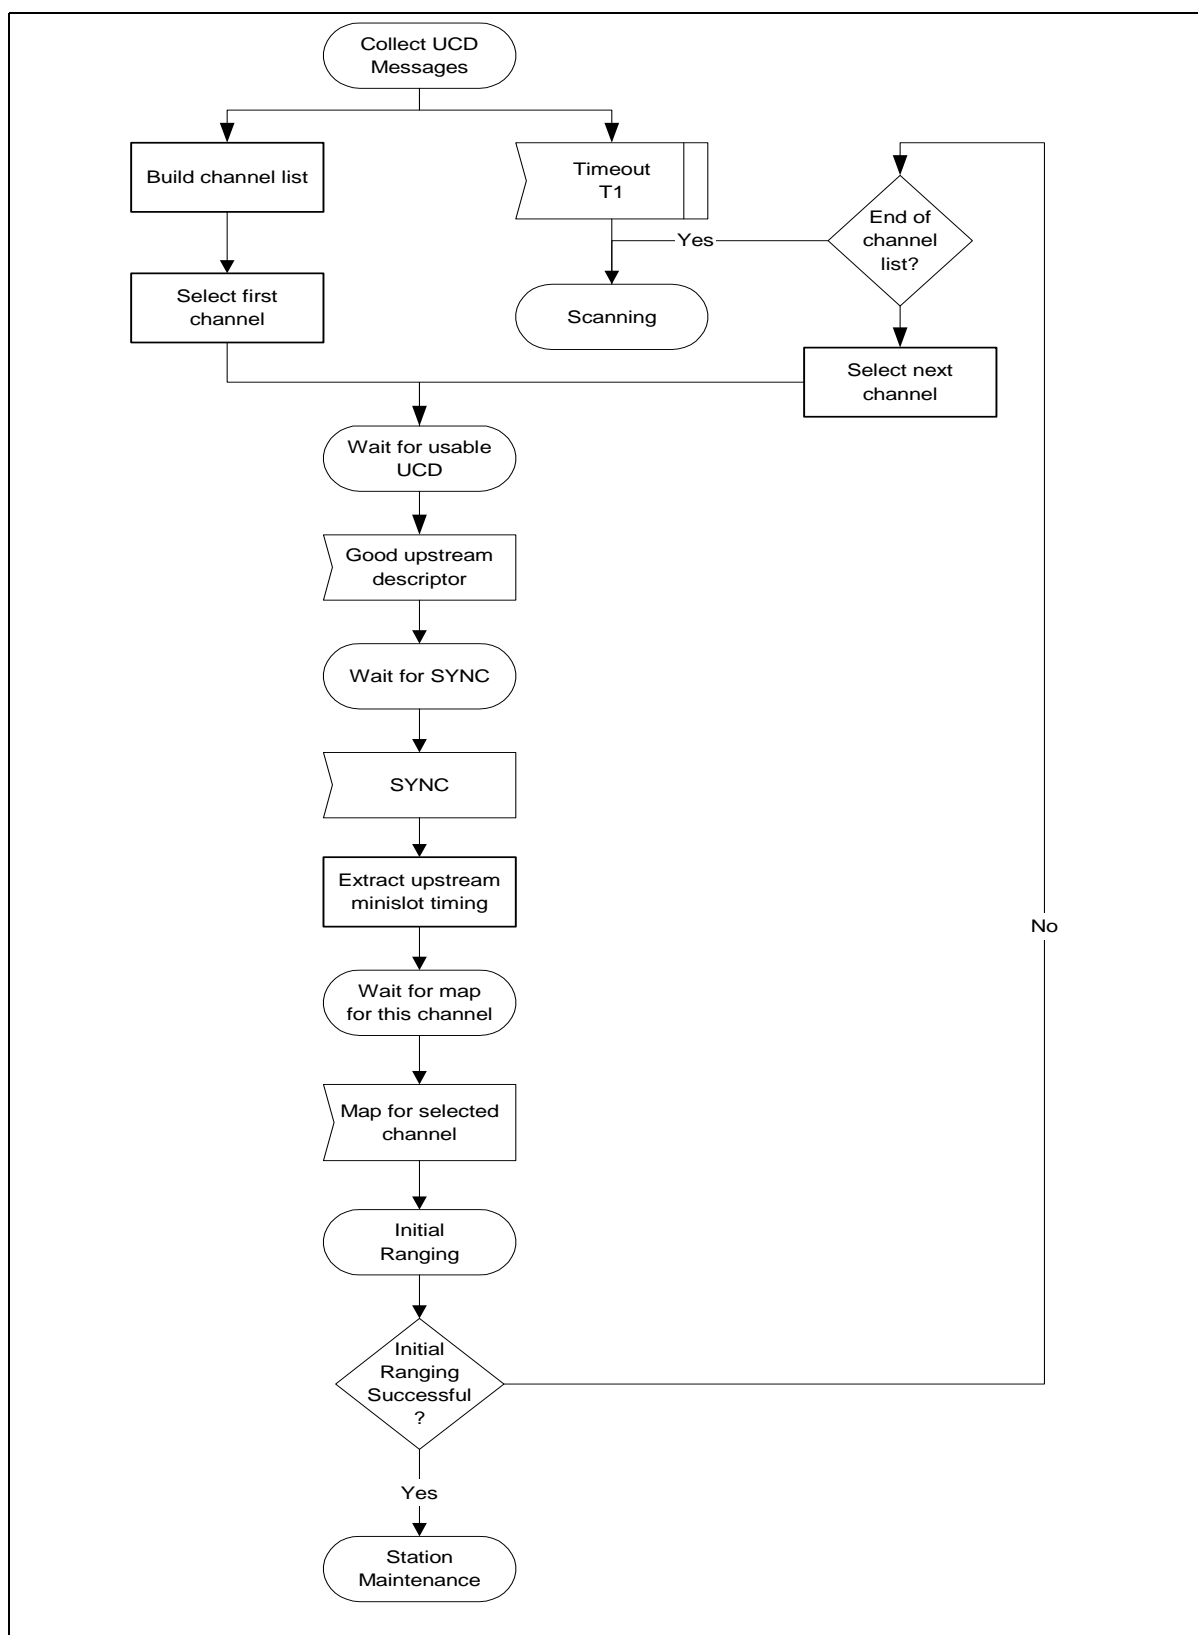 Collect UCD
Messages
Build channel list
Timeout
T1
End of
channel
list?
Yes
Select first
channel
Scanning
Select next
channel
Wait for usable
UCD
Good upstream
descriptor
Wait for SYNC
SYNC
Extract upstream
minislot timing
No
Wait for map
for this channel
Map for selected
channel
Initial
Ranging
Initial
Ranging
Successful
?
Yes
Station
Maintenance